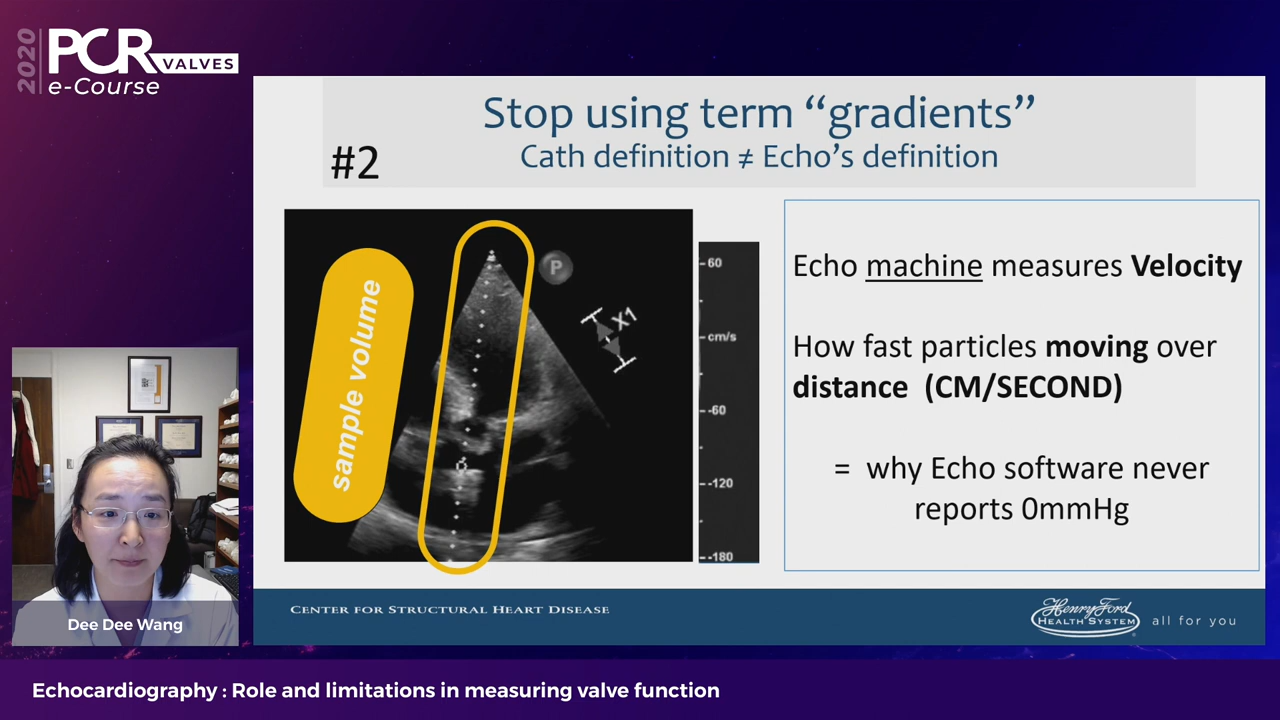 2020
PCR
VALVES
e-Course
Stop using term “gradients”
#2
Cath definition ≠ Echo’s definition
sample volume
P
X1
60
cm/s
-60
-120
-180
Echo machine measures Velocity
How fast particles moving over
distance (CM/SECOND)
= why Echo software never
reports 0mmHg
Dee Dee Wang
CENTER FOR STRUCTURAL HEART DISEASE
Henry Ford
HEALTH SYSTEM
all for you
Echocardiography : Role and limitations in measuring valve function